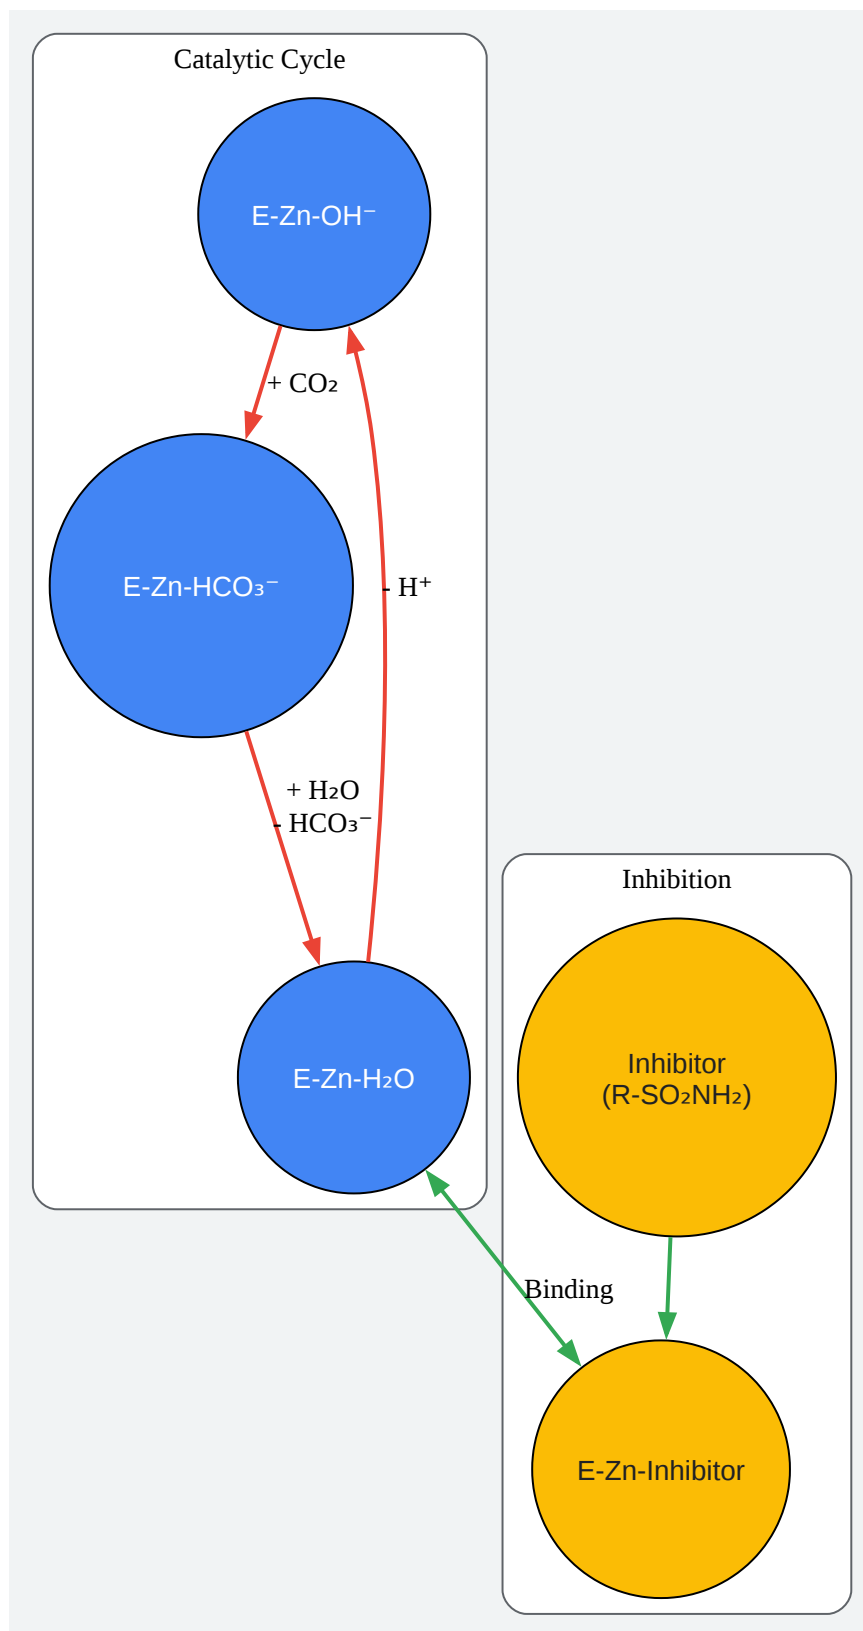 Catalytic Cycle
E-Zn-OH⁻
+ CO₂
E-Zn-HCO₃⁻
- H⁺
+ H₂O
- HCO₃⁻
Inhibition
Inhibitor
(R-SO₂NH₂)
E-Zn-H₂O
Binding
E-Zn-Inhibitor